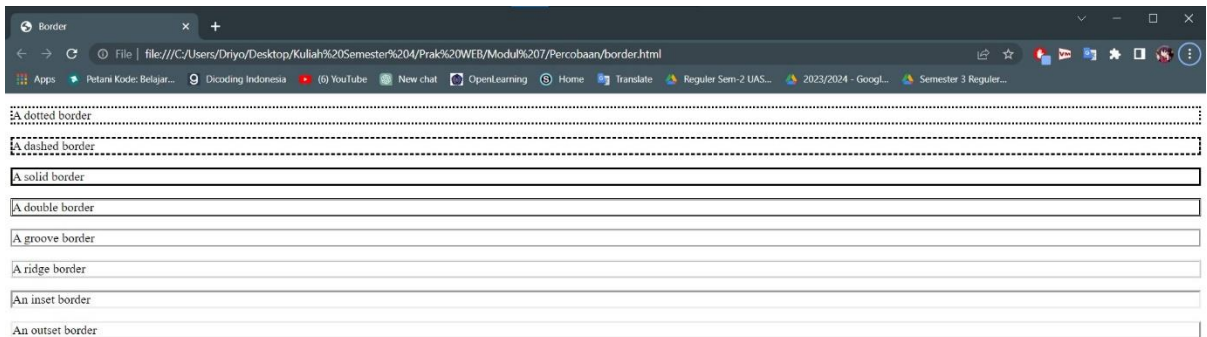 Border
File | file:///C:/Users/Driyo/Desktop/Kuliah%20Semester%204/Prak%20WEB/Modul%207/Percobaan/border.html
Apps Petani Kode: Belajar... Dicoding Indonesia (6) YouTube New chat OpenLearning Home Translate Reguler Sem-2 UAS... 2023/2024 - Googl... Semester 3 Reguler...
A dotted border
A dashed border
A solid border
A double border
A groove border
A ridge border
An inset border
An outset border